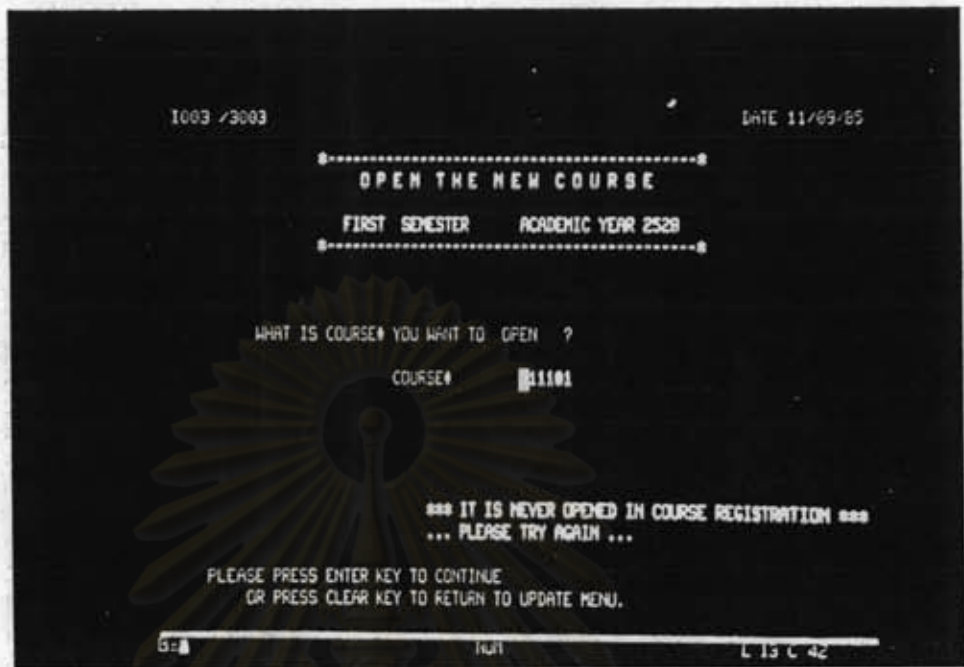 I003 /3003 DATE 11/09/85
*---------------------------------------------*
OPEN THE NEW COURSE
FIRST SEMESTER ACADEMIC YEAR 2528
*---------------------------------------------*
WHAT IS COURSE# YOU WANT TO OPEN ?
COURSE# 11101
*** IT IS NEVER OPENED IN COURSE REGISTRATION ***
... PLEASE TRY AGAIN ...
PLEASE PRESS ENTER KEY TO CONTINUE
OR PRESS CLEAR KEY TO RETURN TO UPDATE MENU.
NUM L 13 C 42